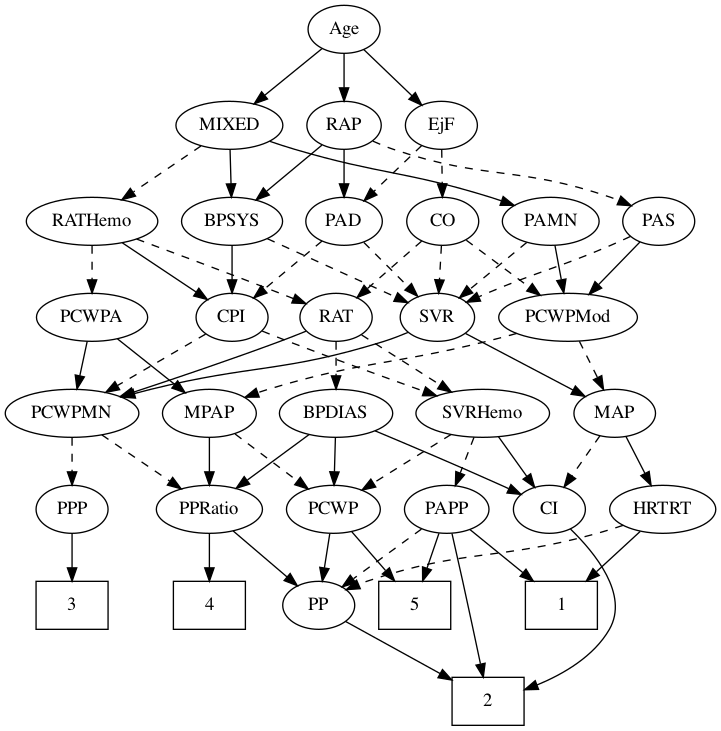 Age
MIXED
RAP
EjF
RATHemo
BPSYS
PAD
CO
PAMN
PAS
PCWPA
CPI
RAT
SVR
PCWPMod
PCWPMN
MPAP
BPDIAS
SVRHemo
MAP
PPP
PPRatio
PCWP
PAPP
CI
HRTRT
3
4
PP
5
1
2